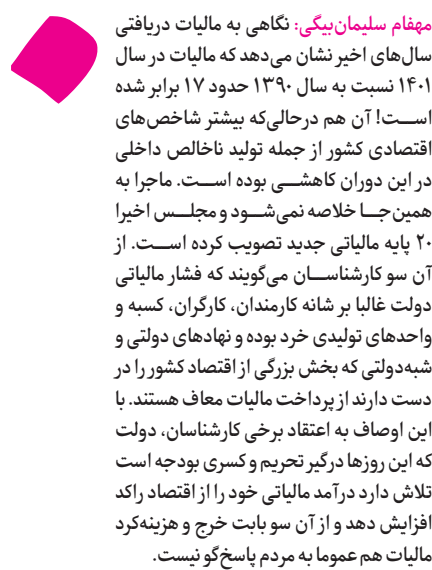 مهفام سلیمان‌بیگی: نگاهی به مالیات دریافتی
سال‌های اخیر نشان می‌دهد که مالیات در سال
۱۴۰۱ نسبت به سال ۱۳۹۰ حدود ۱۷ برابر شده
است! آن هم درحالی‌که بیشتر شاخص‌های
اقتصادی کشور از جمله تولید ناخالص داخلی
در این دوران کاهشی بوده است. ماجرا به
همین‌جا خلاصه نمی‌شود و مجلس اخیرا
۲۰ پایه مالیاتی جدید تصویب کرده است. از
آن سو کارشناسان می‌گویند که فشار مالیاتی
دولت غالبا بر شانه کارمندان، کارگران، کسبه و
واحدهای تولیدی خرد بوده و نهادهای دولتی و
شبه‌دولتی که بخش بزرگی از اقتصاد کشور را در
دست دارند از پرداخت مالیات معاف هستند. با
این اوصاف به اعتقاد برخی کارشناسان، دولت
که این روزها درگیر تحریم و کسری بودجه است
تلاش دارد درآمد مالیاتی خود را از اقتصاد راکد
افزایش دهد و از آن سو بابت خرج و هزینه‌کرد
مالیات هم عموما به مردم پاسخ‌گو نیست.